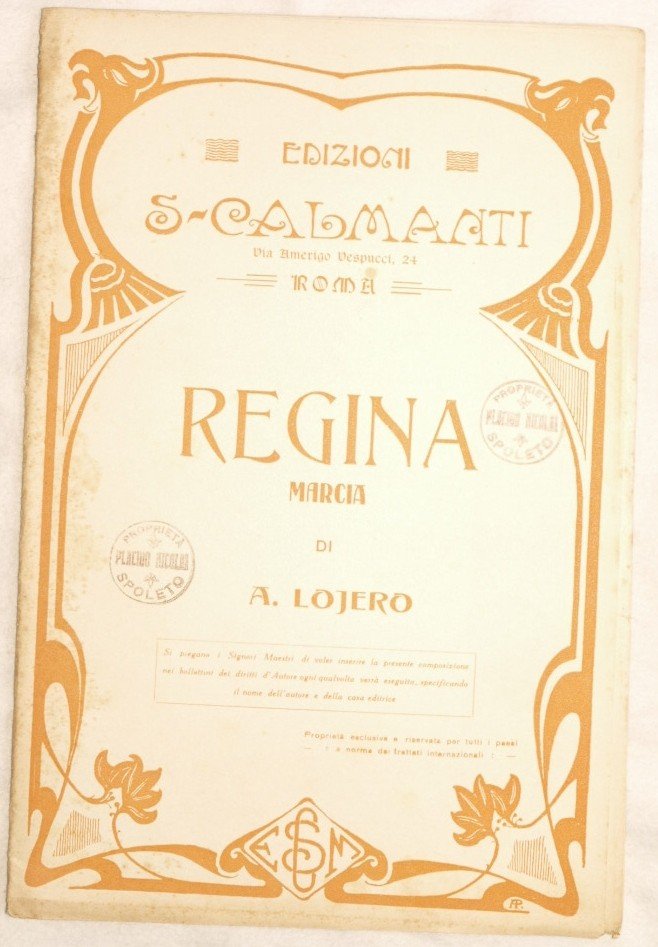 EDIZIONI
S-CALMANTI
Via Amerigo Vespucci, 24
ROMA
REGINA
MARCIA
DI
A. LOJERO
PROPRIETÀ
SPOLETO
PROPRIETÀ
SPOLETO
Si pregano i Signori Maestri di voler inserire la presente composizione
nei bollettini dei diritti d'Autore ogni qualvolta verrà eseguita, specificando
il nome dell'autore e della casa editrice
Proprietà esclusiva e riservata per tutti i paesi
a norma dei trattati internazionali
E S C M